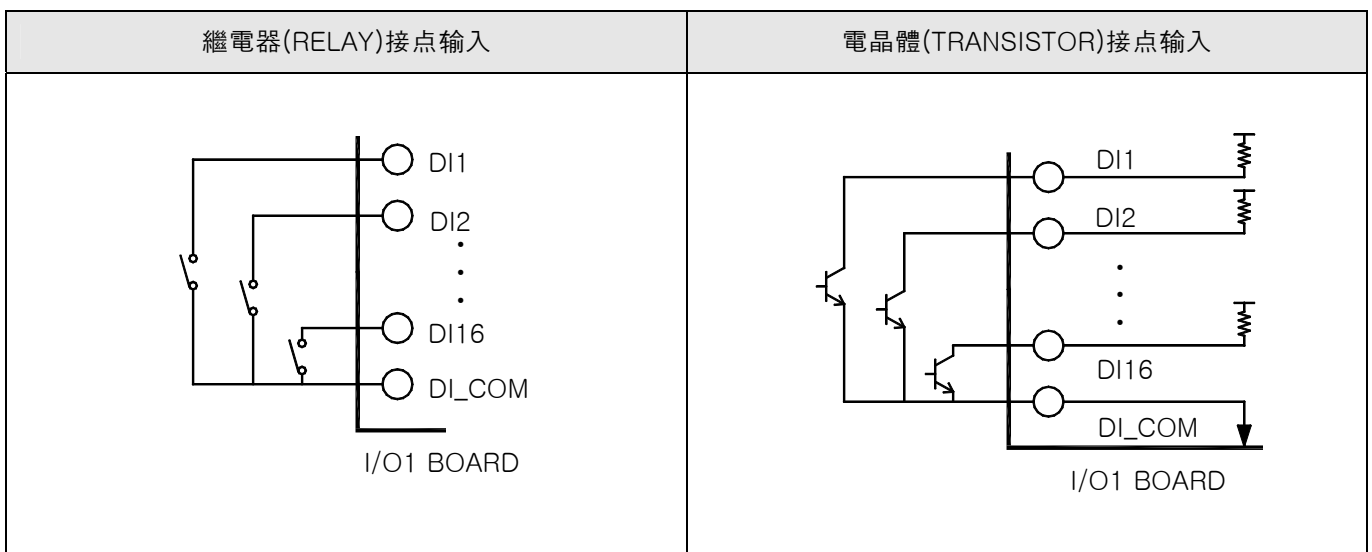 繼電器(RELAY)接点输入
電晶體(TRANSISTOR)接点输入
DI1
DI2
DI16
DI_COM
I/O1 BOARD
DI1
DI2
DI16
DI_COM
I/O1 BOARD